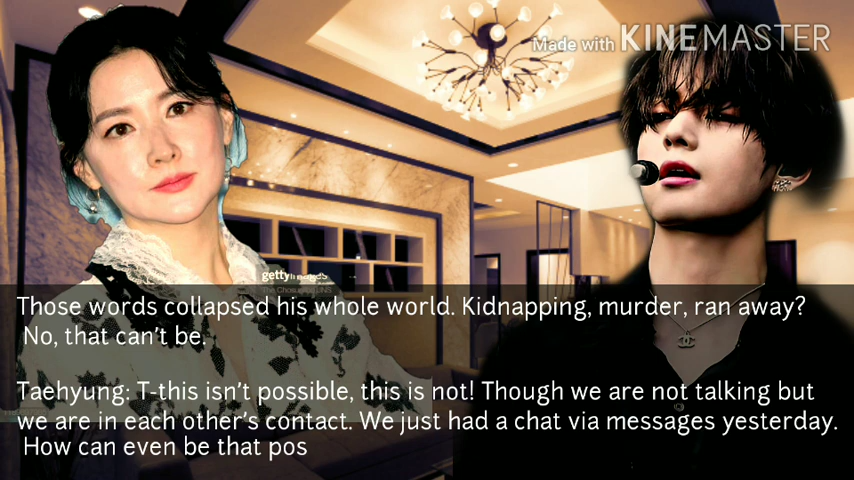 Made with KINEMASTER
gettyimages
Those words collapsed his whole world. Kidnapping, murder, ran away?
No, that can't be.
Taehyung: T-this isn't possible, this is not! Though we are not talking but
we are in each other's contact. We just had a chat via messages yesterday.
How can even be that pos